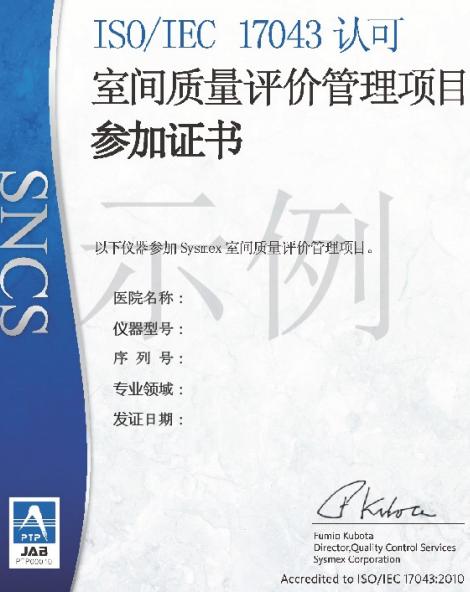 ISO/IEC 17043 认可
室间质量评价管理项目
参加证书
SNCS
示例
以下仪器参加 Sysmex 室间质量评价管理项目。
医院名称：
仪器型号：
序 列 号：
专业领域：
发证日期：
F Kubota
Fumio Kubota
Director,Quality Control Services
Sysmex Corporation
PTP
JAB
PTP00010
Accredited to ISO/IEC 17043:2010